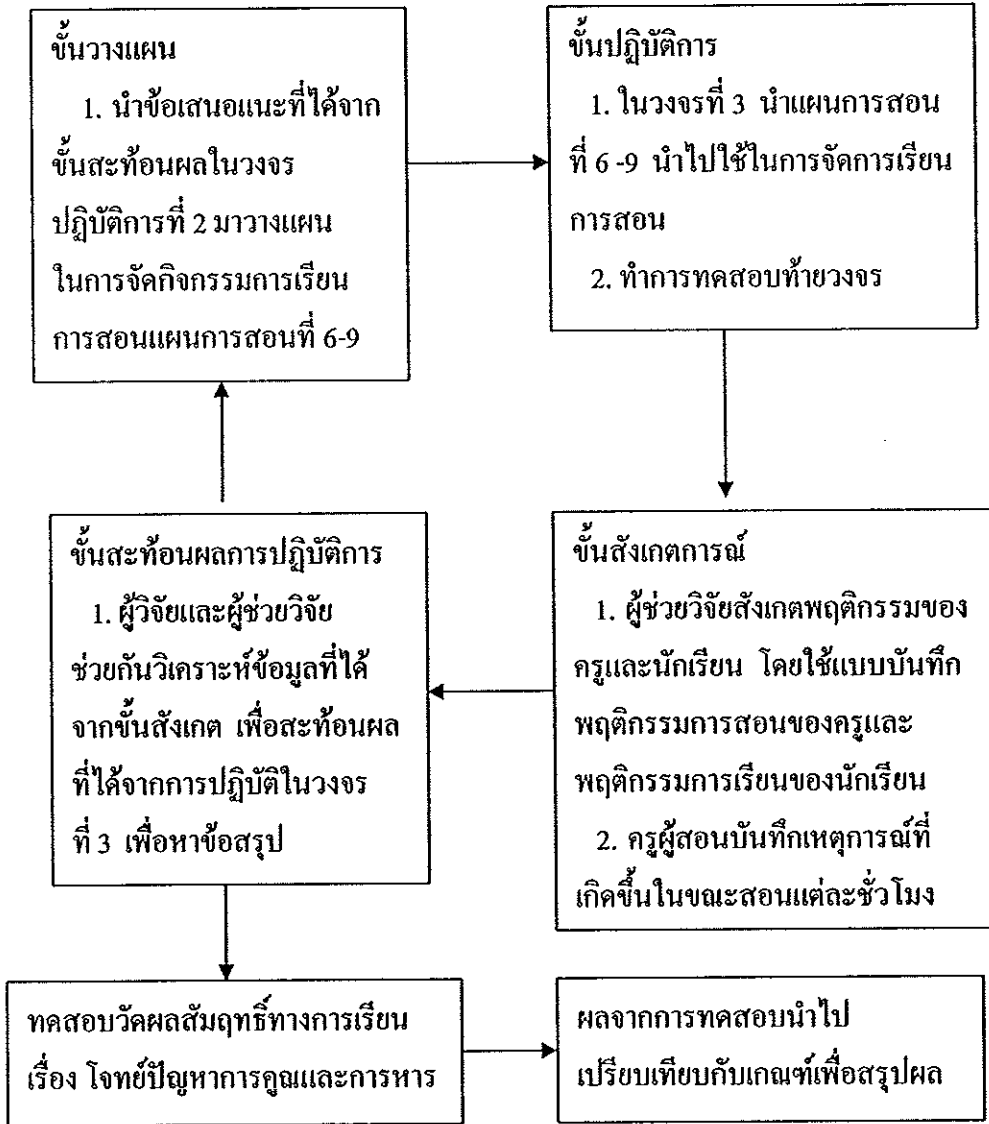 ขั้นวางแผน
1. นำข้อเสนอแนะที่ได้จาก
ขั้นสะท้อนผลในวงจร
ปฏิบัติการที่ 2 มาวางแผน
ในการจัดกิจกรรมการเรียน
การสอนแผนการสอนที่ 6-9
ขั้นปฏิบัติการ
1. ในวงจรที่ 3 นำแผนการสอน
ที่ 6 -9 นำไปใช้ในการจัดการเรียน
การสอน
2. ทำการทดสอบท้ายวงจร
ขั้นสังเกตการณ์
1. ผู้ช่วยวิจัยสังเกตพฤติกรรมของ
ครูและนักเรียน โดยใช้แบบบันทึก
พฤติกรรมการสอนของครูและ
พฤติกรรมการเรียนของนักเรียน
2. ครูผู้สอนบันทึกเหตุการณ์ที่
เกิดขึ้นในขณะสอนแต่ละชั่วโมง
ขั้นสะท้อนผลการปฏิบัติการ
1. ผู้วิจัยและผู้ช่วยวิจัย
ช่วยกันวิเคราะห์ข้อมูลที่ได้
จากขั้นสังเกต เพื่อสะท้อนผล
ที่ได้จากการปฏิบัติในวงจร
ที่ 3 เพื่อหาข้อสรุป
ทดสอบวัดผลสัมฤทธิ์ทางการเรียน
เรื่อง โจทย์ปัญหาการคูณและการหาร
ผลจากการทดสอบนำไป
เปรียบเทียบกับเกณฑ์เพื่อสรุปผล